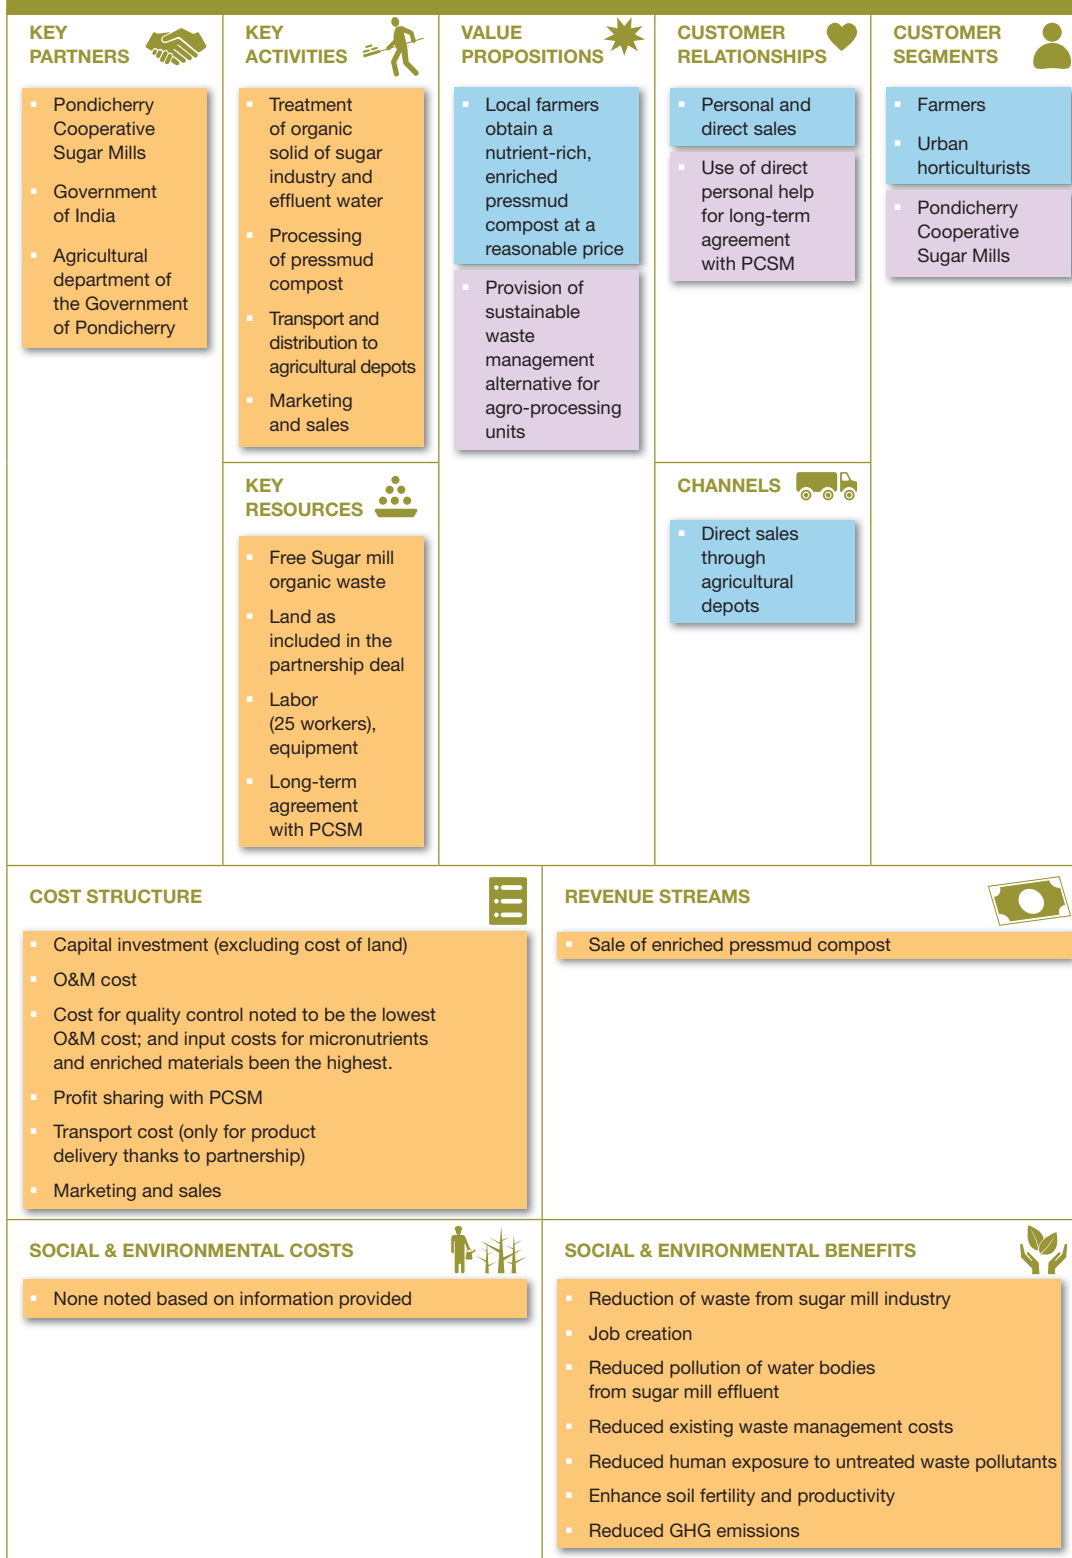 KEY
PARTNERS
Pondicherry
Cooperative
Sugar Mills
Government
of India
Agricultural
department of
the Government
of Pondicherry
KEY
ACTIVITIES
Treatment
of organic
solid of sugar
industry and
effluent water
Processing
of pressmud
compost
Transport and
distribution to
agricultural depots
Marketing
and sales
KEY
RESOURCES
Free Sugar mill
organic waste
Land as
included in the
partnership deal
Labor
(25 workers),
equipment
Long-term
agreement
with PCSM
VALUE
PROPOSITIONS
Local farmers
obtain a
nutrient-rich,
enriched
pressmud
compost at a
reasonable price
Provision of
sustainable
waste
management
alternative for
agro-processing
units
CUSTOMER
RELATIONSHIPS
Personal and
direct sales
Use of direct
personal help
for long-term
agreement
with PCSM
CHANNELS
Direct sales
through
agricultural
depots
CUSTOMER
SEGMENTS
Farmers
Urban
horticulturists
Pondicherry
Cooperative
Sugar Mills
COST STRUCTURE
Capital investment (excluding cost of land)
O&M cost
Cost for quality control noted to be the lowest
O&M cost; and input costs for micronutrients
and enriched materials been the highest.
Profit sharing with PCSM
Transport cost (only for product
delivery thanks to partnership)
Marketing and sales
REVENUE STREAMS
Sale of enriched pressmud compost
SOCIAL & ENVIRONMENTAL COSTS
None noted based on information provided
SOCIAL & ENVIRONMENTAL BENEFITS
Reduction of waste from sugar mill industry
Job creation
Reduced pollution of water bodies
from sugar mill effluent
Reduced existing waste management costs
Reduced human exposure to untreated waste pollutants
Enhance soil fertility and productivity
Reduced GHG emissions